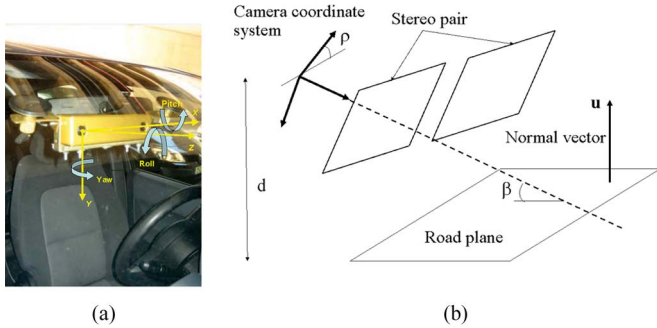 Pitch
X
Z
Roll
Yaw
Y
(a)
Camera coordinate
system
ρ
Stereo pair
d
u
Normal vector
β
Road plane
(b)